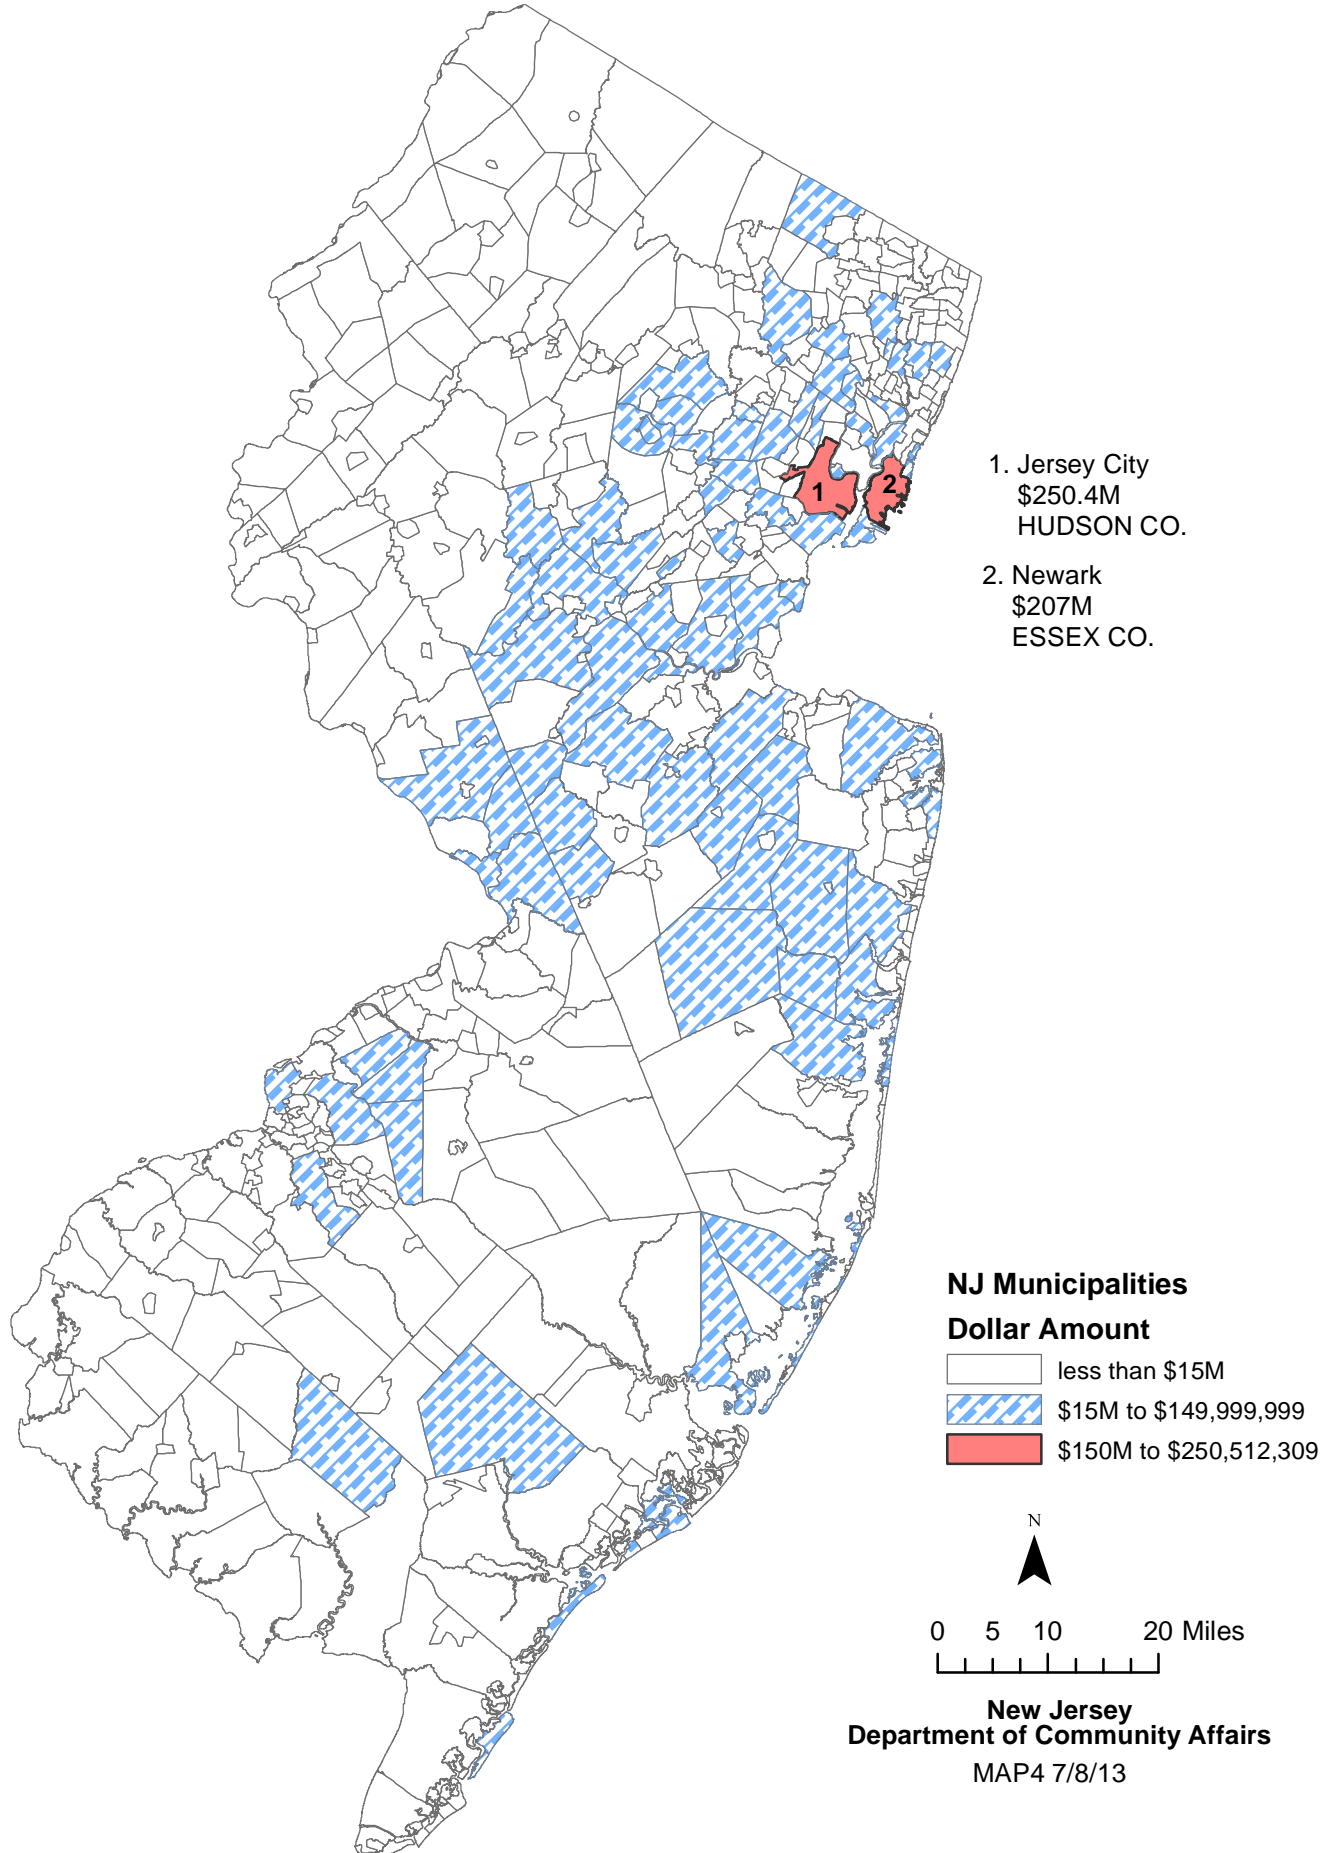 1
2
1. Jersey City
$250.4M
HUDSON CO.
2. Newark
$207M
ESSEX CO.
NJ Municipalities
Dollar Amount
less than $15M
$15M to $149,999,999
$150M to $250,512,309
N
0 5 10 20 Miles
New Jersey
Department of Community Affairs
MAP4 7/8/13